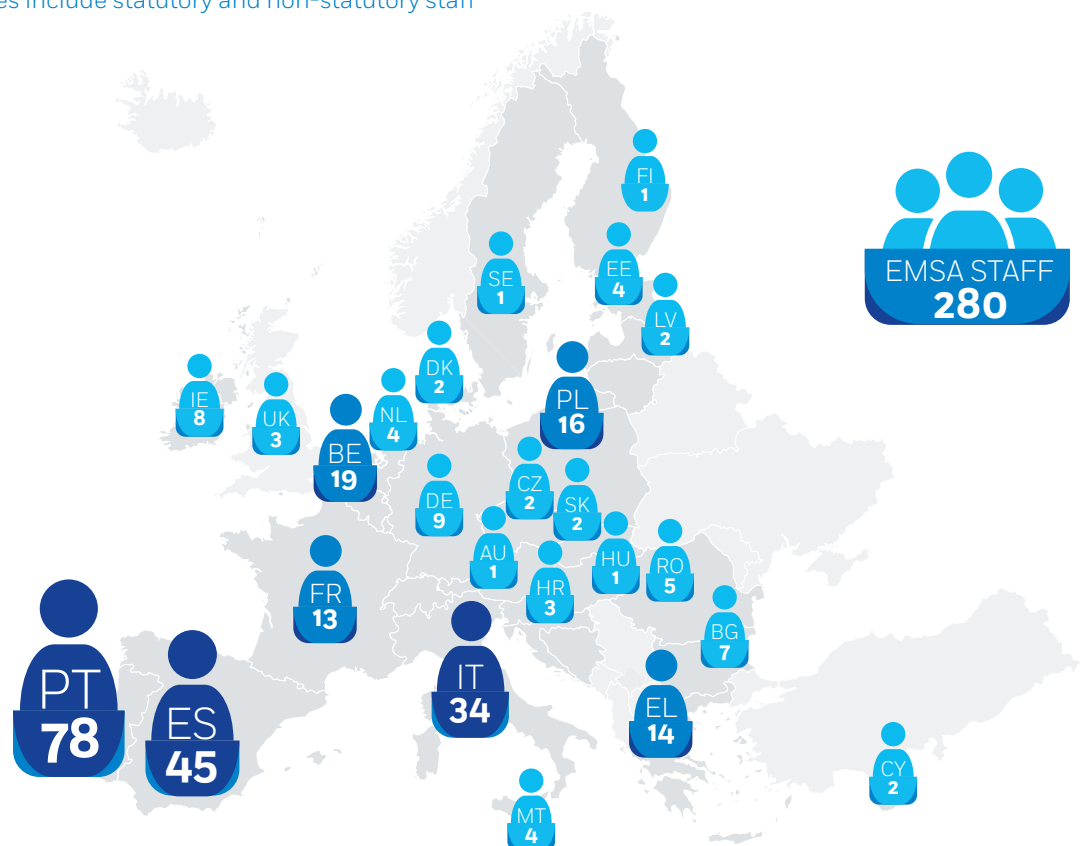 es include statutory and non-statutory staff
FI
1
EMSA STAFF
280
SE
1
EE
4
LV
2
DK
2
IE
8
UK
3
NL
4
PL
16
BE
19
DE
9
CZ
2
SK
2
AU
1
HU
1
RO
5
HR
3
FR
13
BG
7
PT
78
ES
45
IT
34
EL
14
CY
2
MT
4